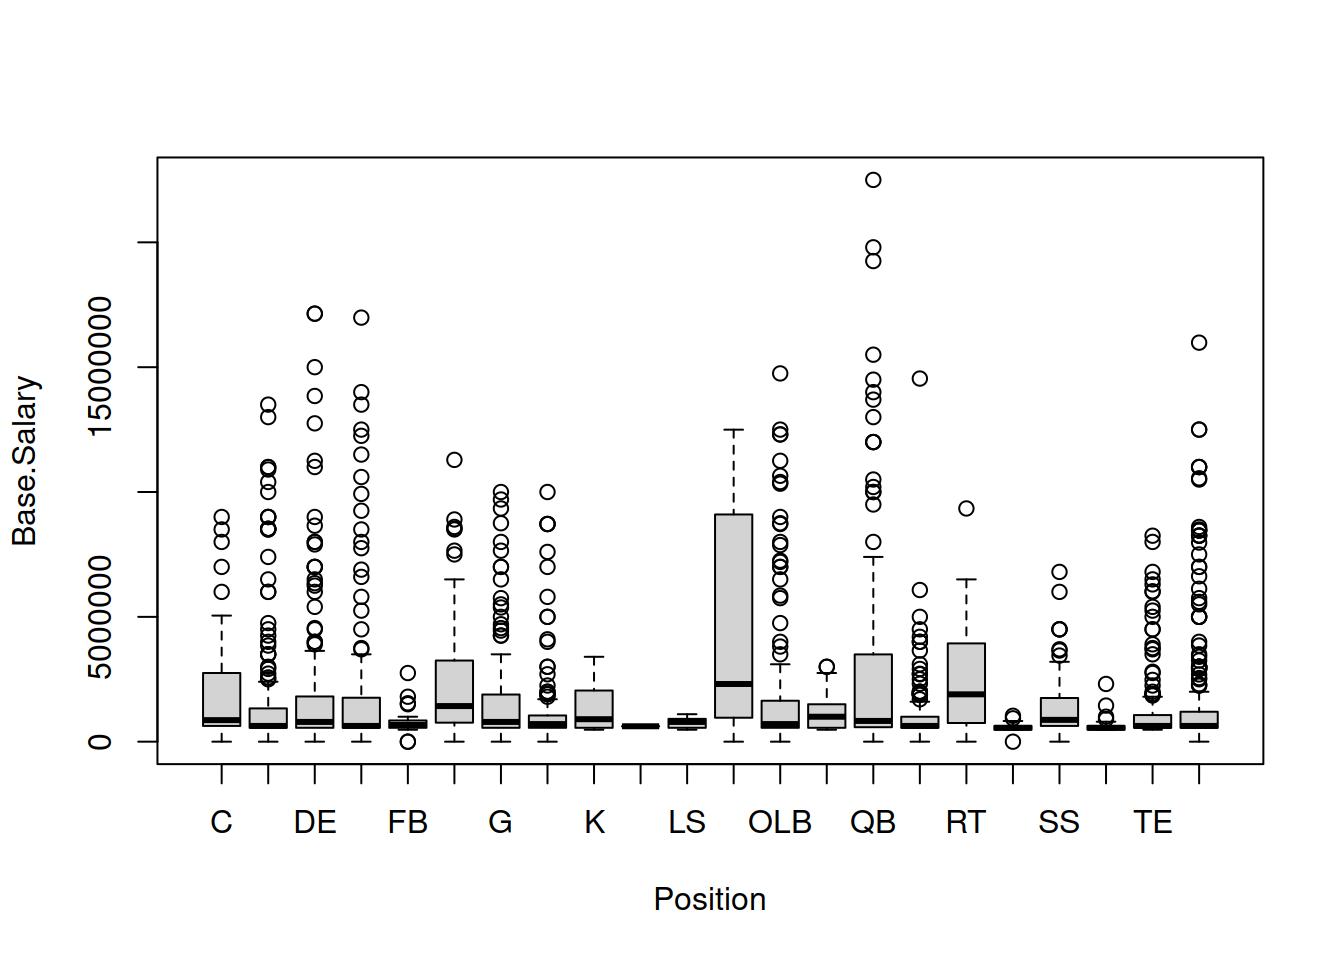 Base.Salary
15000000
5000000
0
C DE FB G K LS OLB QB RT SS TE
Position